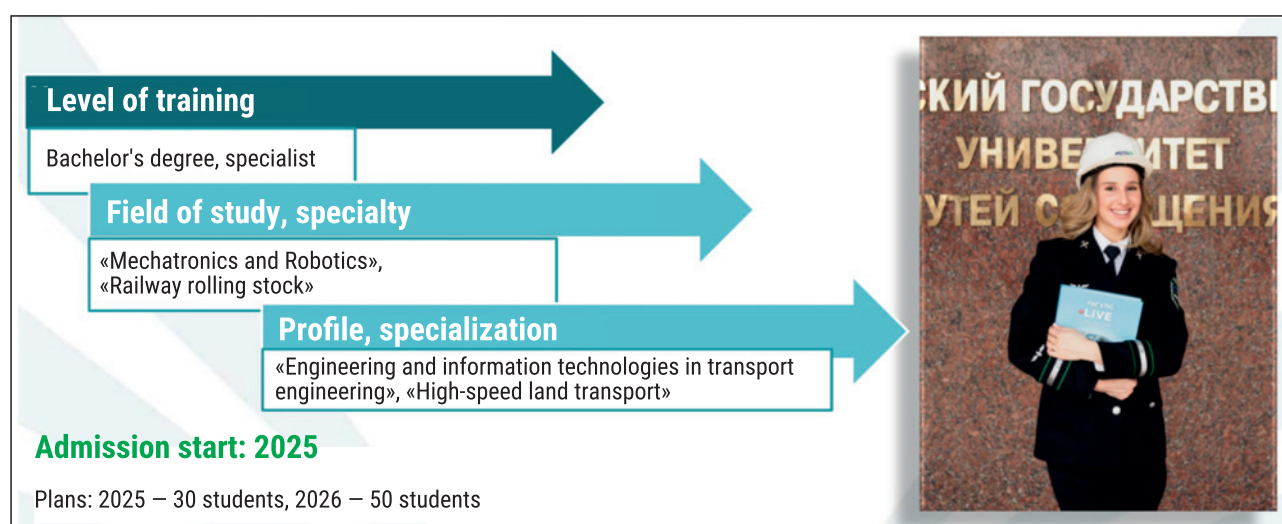 Level of training
Bachelor's degree, specialist
Field of study, specialty
«Mechatronics and Robotics»,
«Railway rolling stock»
Profile, specialization
«Engineering and information technologies in transport
engineering», «High-speed land transport»
Admission start: 2025
Plans: 2025 — 30 students, 2026 — 50 students
СКИЙ ГОСУДАРСТВ
УНИВЕ ИТЕТ
УТЕЙ С ЩЕНИЯ
LIVE